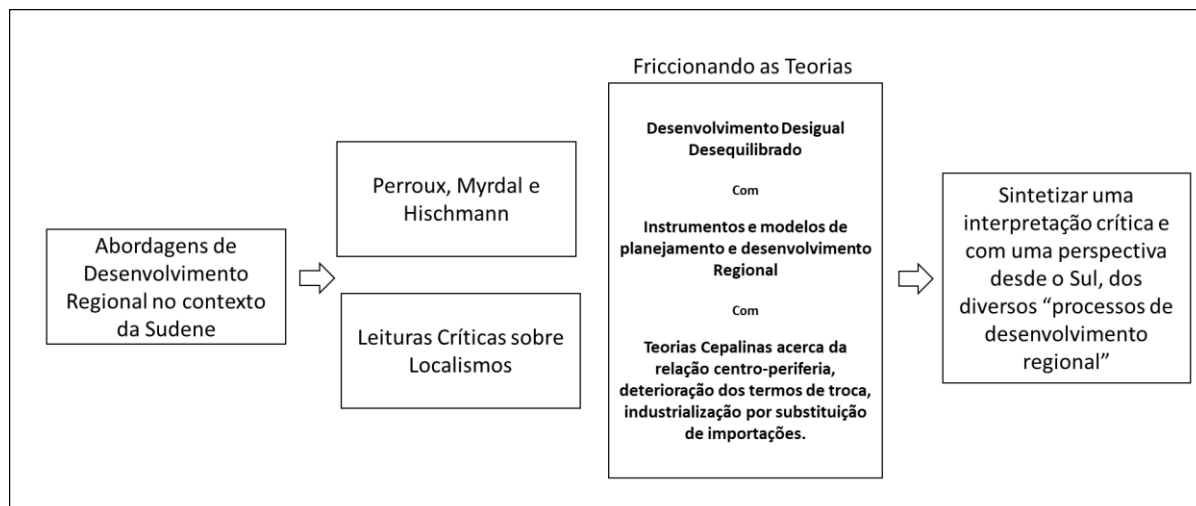 Abordagens de
Desenvolvimento
Regional no contexto
da Sudene
Perroux, Myrdal e
Hischmann
Leituras Críticas sobre
Localismos
Friccionando as Teorias
Desenvolvimento Desigual
Desequilibrado
Com
Instrumentos e modelos de
planejamento e desenvolvimento
Regional
Com
Teorias Cepalinas acerca da
relação centro-periferia,
deterioração dos termos de troca,
industrialização por substituição
de importações.
Sintetizar uma
interpretação crítica e
com uma perspectiva
desde o Sul, dos
diversos “processos de
desenvolvimento
regional”